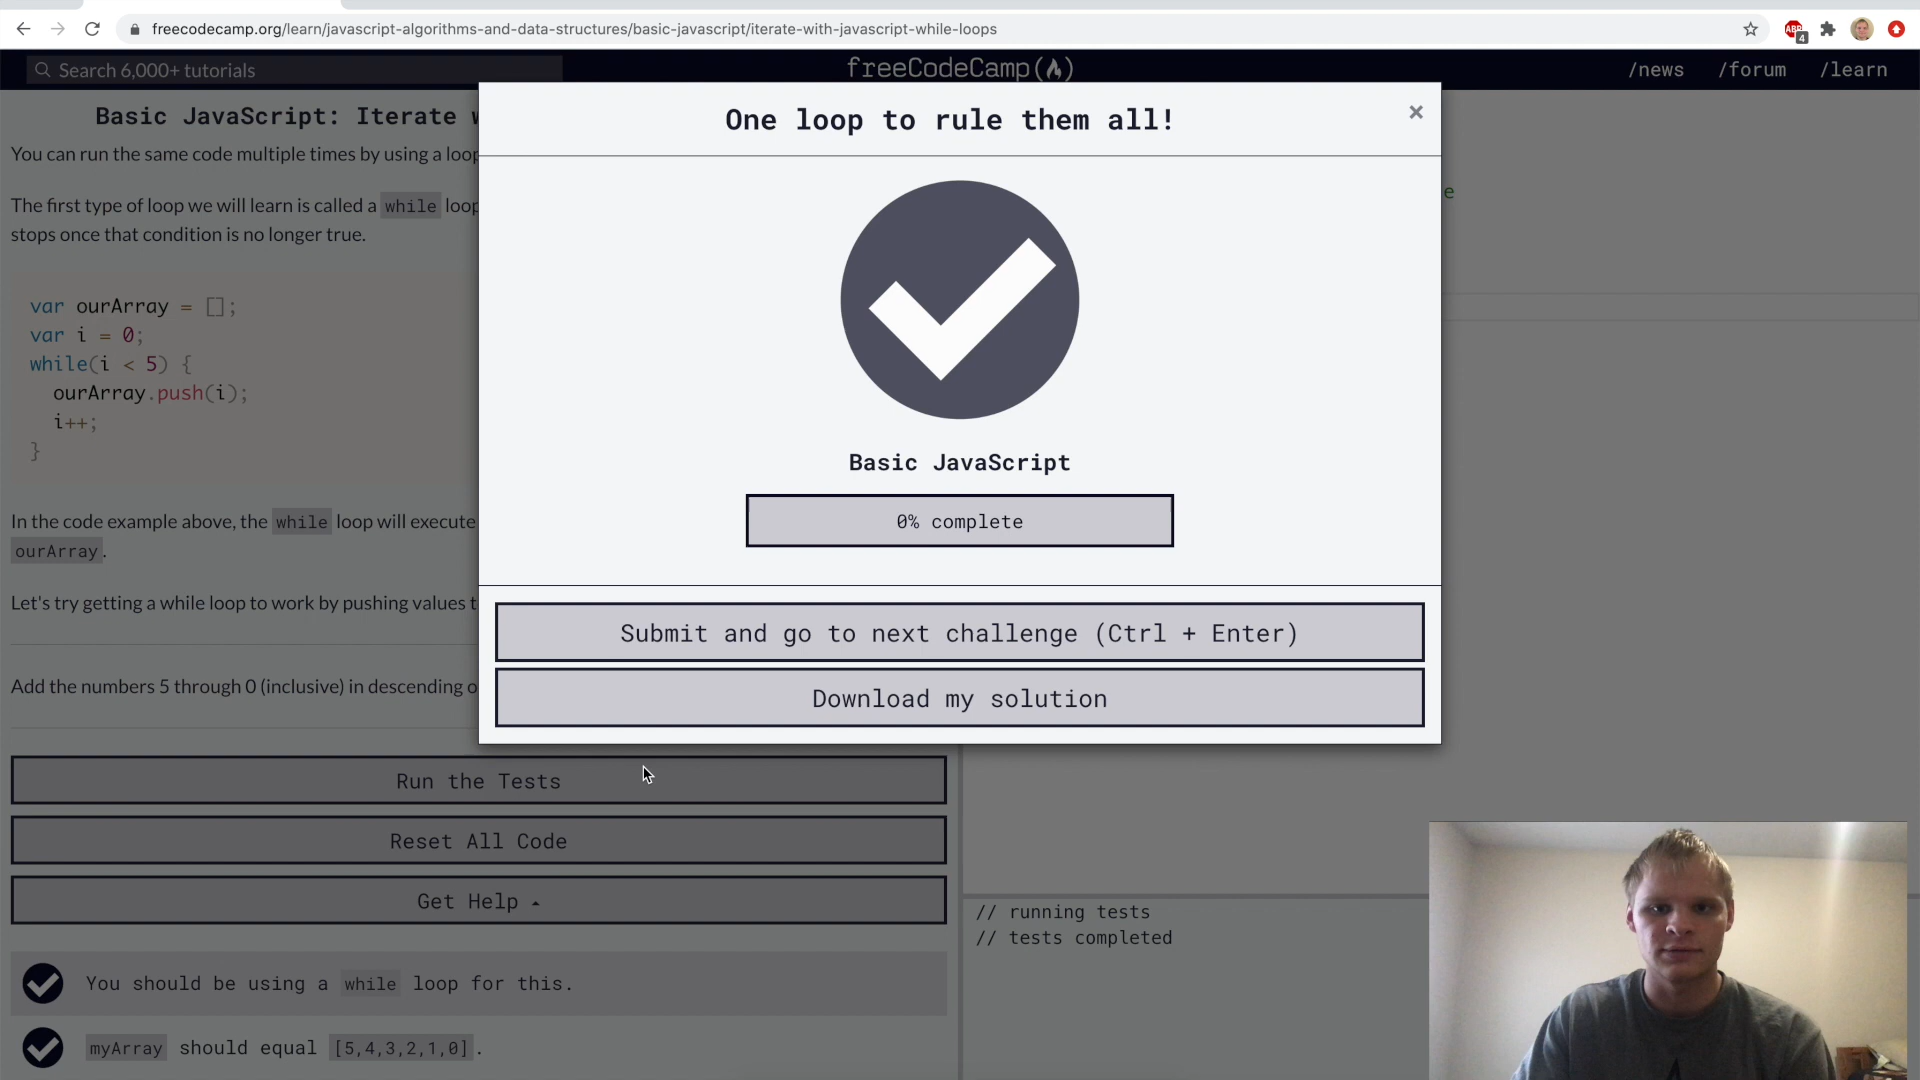 freecodecamp.org/learn/javascript-algorithms-and-data-structures/basic-javascript/iterate-with-javascript-while-loops
ABP
4
Search 6,000+ tutorials
freeCodeCamp
/news
/forum
/learn
Basic JavaScript: Iterate
You can run the same code multiple times by using a loop
The first type of loop we will learn is called a while loop
stops once that condition is no longer true.
var ourArray = [];
var i = 0;
while(i < 5) {
ourArray.push(i);
i++;
}
In the code example above, the while loop will execute
ourArray.
Let's try getting a while loop to work by pushing values t
Add the numbers 5 through 0 (inclusive) in descending o
Run the Tests
Reset All Code
Get Help
You should be using a while loop for this.
myArray should equal [5,4,3,2,1,0].
One loop to rule them all!
×
Basic JavaScript
0% complete
Submit and go to next challenge (Ctrl + Enter)
Download my solution
e
// running tests
// tests completed